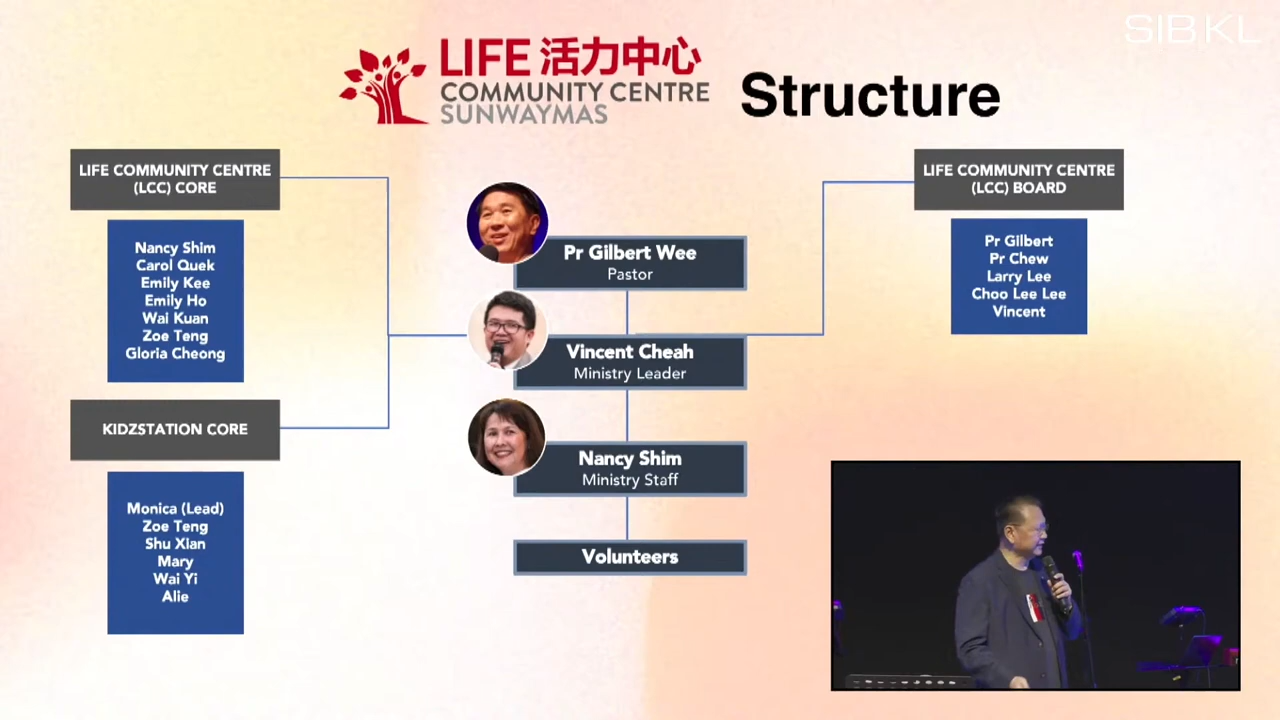 SIB KL
LIFE 活力中心
COMMUNITY CENTRE
SUNWAYMAS
Structure
LIFE COMMUNITY CENTRE
(LCC) CORE
Nancy Shim
Carol Quek
Emily Kee
Emily Ho
Wai Kuan
Zoe Teng
Gloria Cheong
KIDZSTATION CORE
Monica (Lead)
Zoe Teng
Shu Xian
Mary
Wai Yi
Alie
Pr Gilbert Wee
Pastor
Vincent Cheah
Ministry Leader
Nancy Shim
Ministry Staff
Volunteers
LIFE COMMUNITY CENTRE
(LCC) BOARD
Pr Gilbert
Pr Chew
Larry Lee
Choo Lee Lee
Vincent